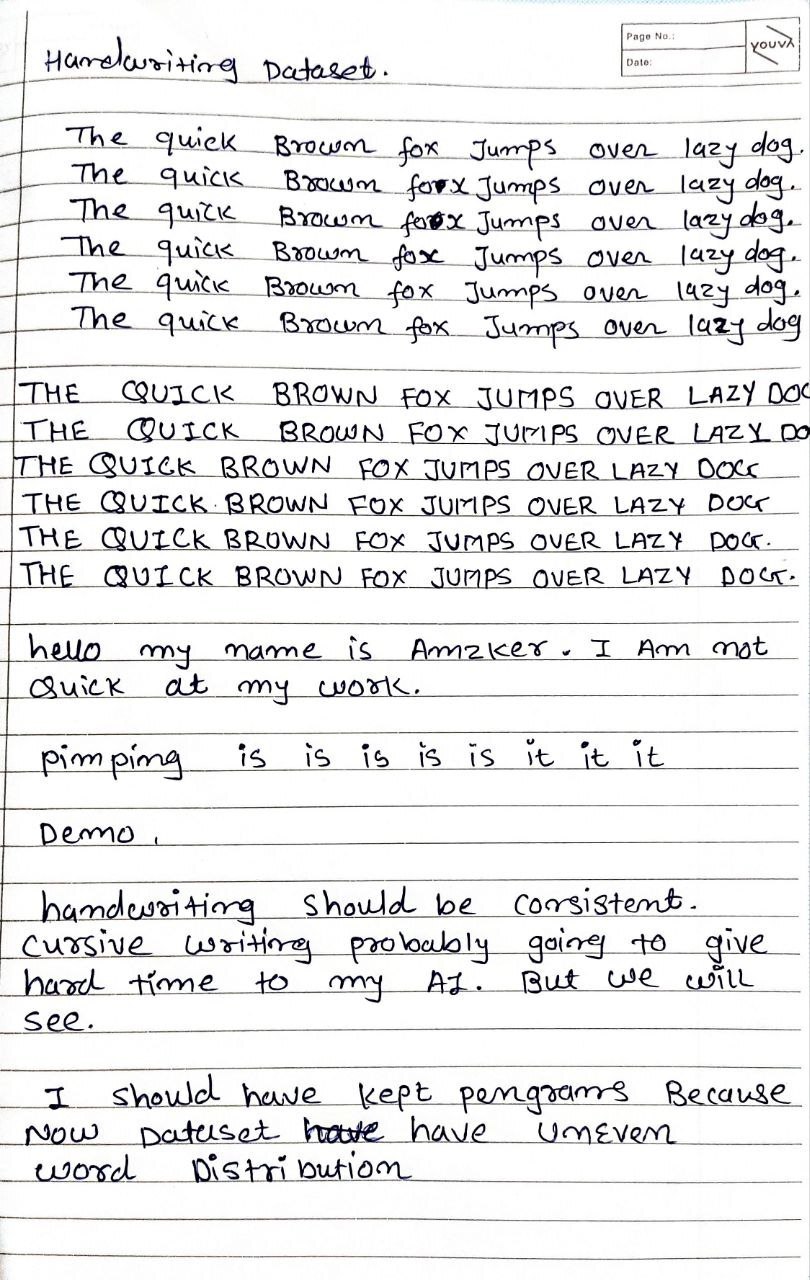 Page No.:
Date:
YOUVA
Handwriting Dataset.
The quick Brown fox Jumps over lazy dog.
The quick Brown fox Jumps over lazy dog.
The quick Brown fox Jumps over lazy dog.
The quick Brown fox Jumps over lazy dog.
The quick Brown fox Jumps over lazy dog.
The quick Brown fox Jumps over lazy dog
THE QUICK BROWN FOX JUMPS OVER LAZY DOG
THE QUICK BROWN FOX JUMPS OVER LAZY DO
THE QUICK BROWN FOX JUMPS OVER LAZY DOG
THE QUICK BROWN FOX JUMPS OVER LAZY DOG
THE QUICK BROWN FOX JUMPS OVER LAZY DOG.
THE QUICK BROWN FOX JUMPS OVER LAZY DOG.
hello my name is Amzker. I Am not
Quick at my work.
pimping is is is is is it it it
Demo.
handwriting should be consistent.
cursive writing probably going to give
hard time to my AI. But we will
see.
I should have kept pengrams Because
Now Dataset have have unEven
word Distribution